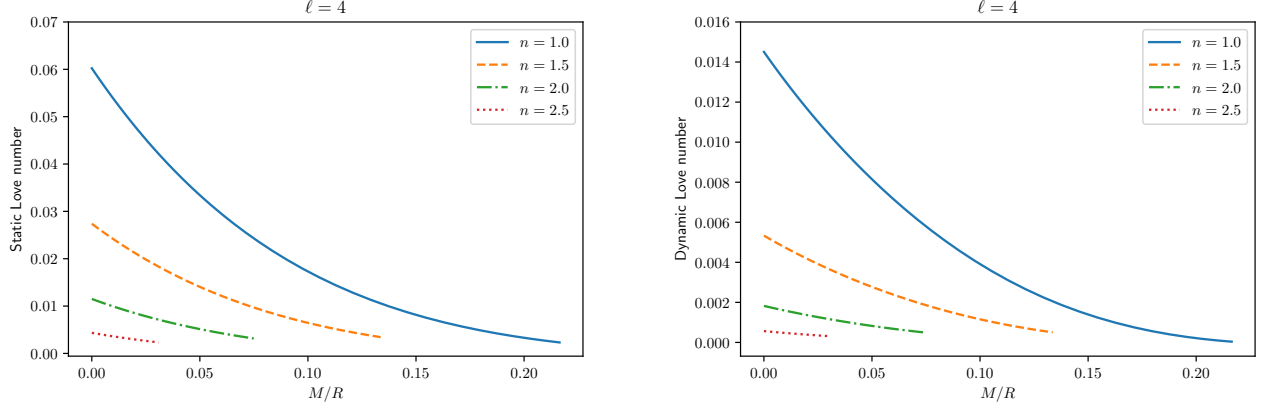 ℓ = 4
0.07
0.06
0.05
0.04
0.03
0.02
0.01
0.00
Static Love number
0.00 0.05 0.10 0.15 0.20
M/R
n = 1.0
n = 1.5
n = 2.0
n = 2.5
ℓ = 4
0.016
0.014
0.012
0.010
0.008
0.006
0.004
0.002
0.000
Dynamic Love number
0.00 0.05 0.10 0.15 0.20
M/R
n = 1.0
n = 1.5
n = 2.0
n = 2.5